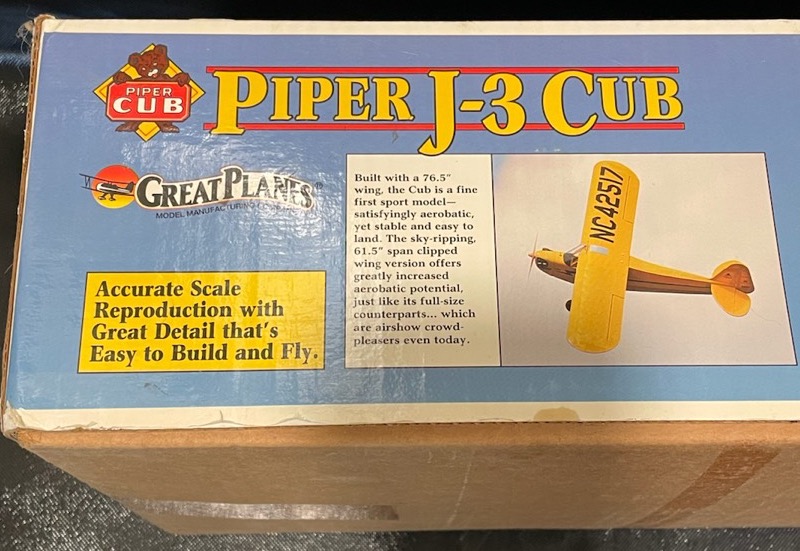 PIPER
CUB
PIPER J-3 CUB
GREAT PLANES®
MODEL MANUFACTURING
Accurate Scale
Reproduction with
Great Detail that's
Easy to Build and Fly.
Built with a 76.5"
wing, the Cub is a fine
first sport model—
satisfyingly aerobatic,
yet stable and easy to
land. The sky-ripping,
61.5" span clipped
wing version offers
greatly increased
aerobatic potential,
just like its full-size
counterparts... which
are airshow crowd-
pleasers even today.
NC42517